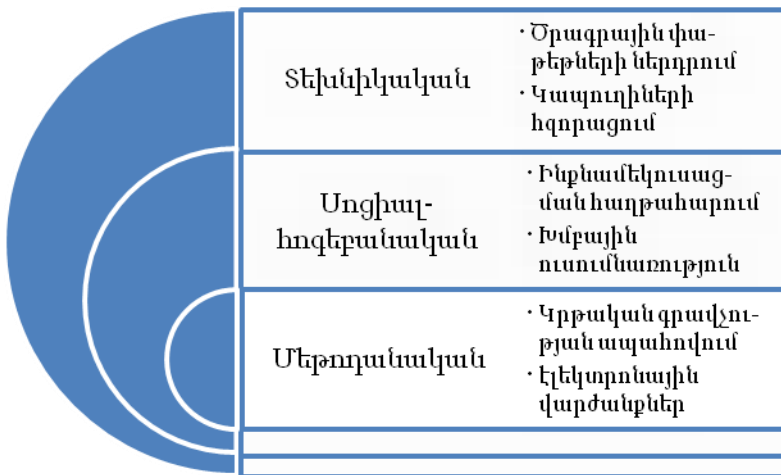 Տեխնիկական
· Ծրագրային փա-
թեթների ներդրում
· Կապուղիների
հզորացում
Սոցիալ-
հոգեբանական
· Ինքնամեկուսաց-
ման հաղթահարում
· Խմբային
ուսումնառություն
Մեթոդանական
· Կրթական գրավչու-
թյան ապահովում
· էլեկտրոնային
վարժանքներ